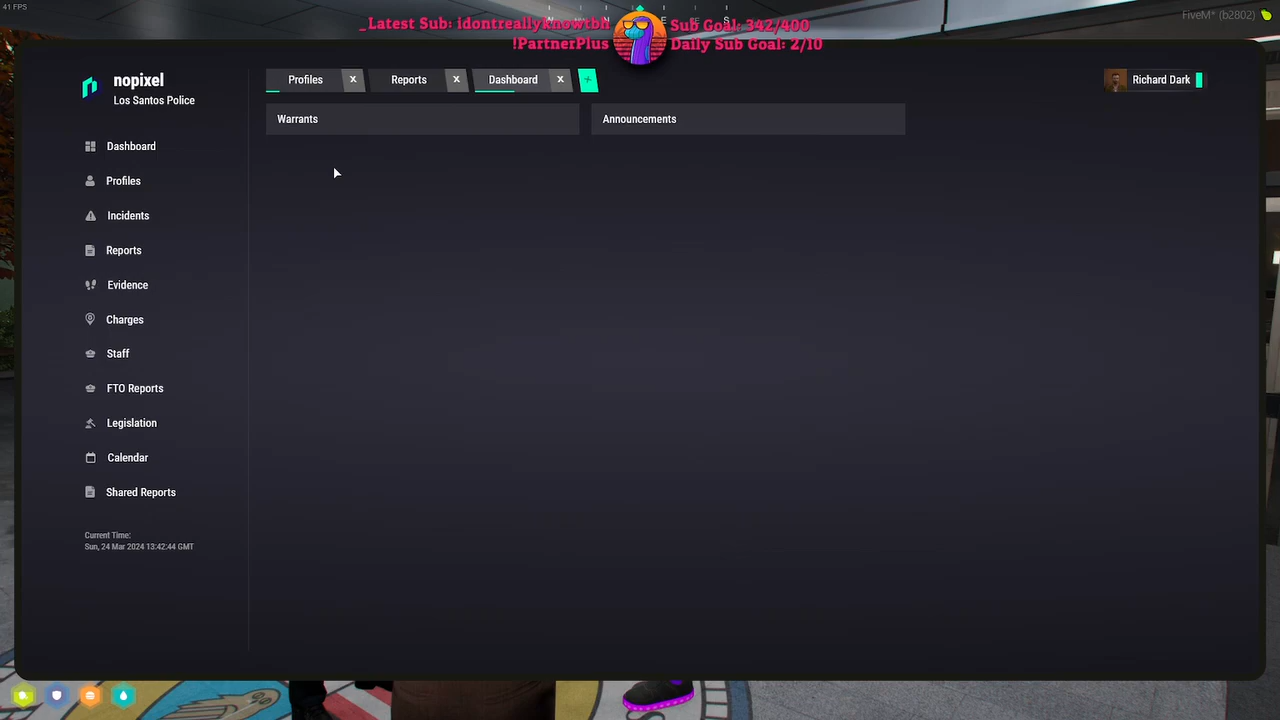 41 FPS
N
E
S
FiveM* (b2802)
_Latest Sub: idontreallyknowtbh
Sub Goal: 342/400
!PartnerPlus
Daily Sub Goal: 2/10
nopixel
Los Santos Police
Profiles x
Reports x
Dashboard x
+
Richard Dark
Warrants
Announcements
Dashboard
Profiles
Incidents
Reports
Evidence
Charges
Staff
FTO Reports
Legislation
Calendar
Shared Reports
Current Time:
Sun, 24 Mar 2024 13:42:44 GMT